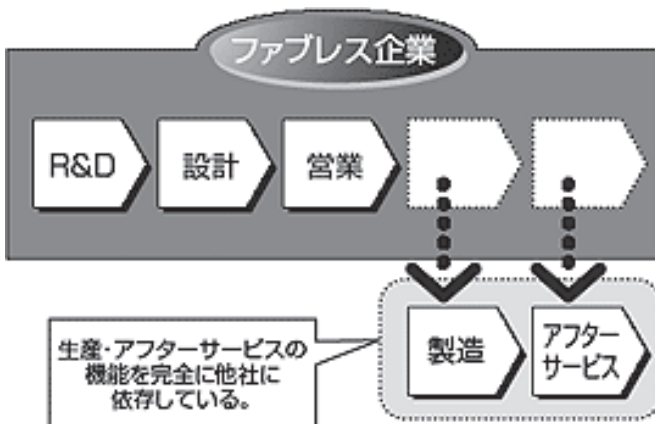 ファブレス企業
R&D
設計
営業
製造
アフター
サービス
生産・アフターサービスの
機能を完全に他社に
依存している。